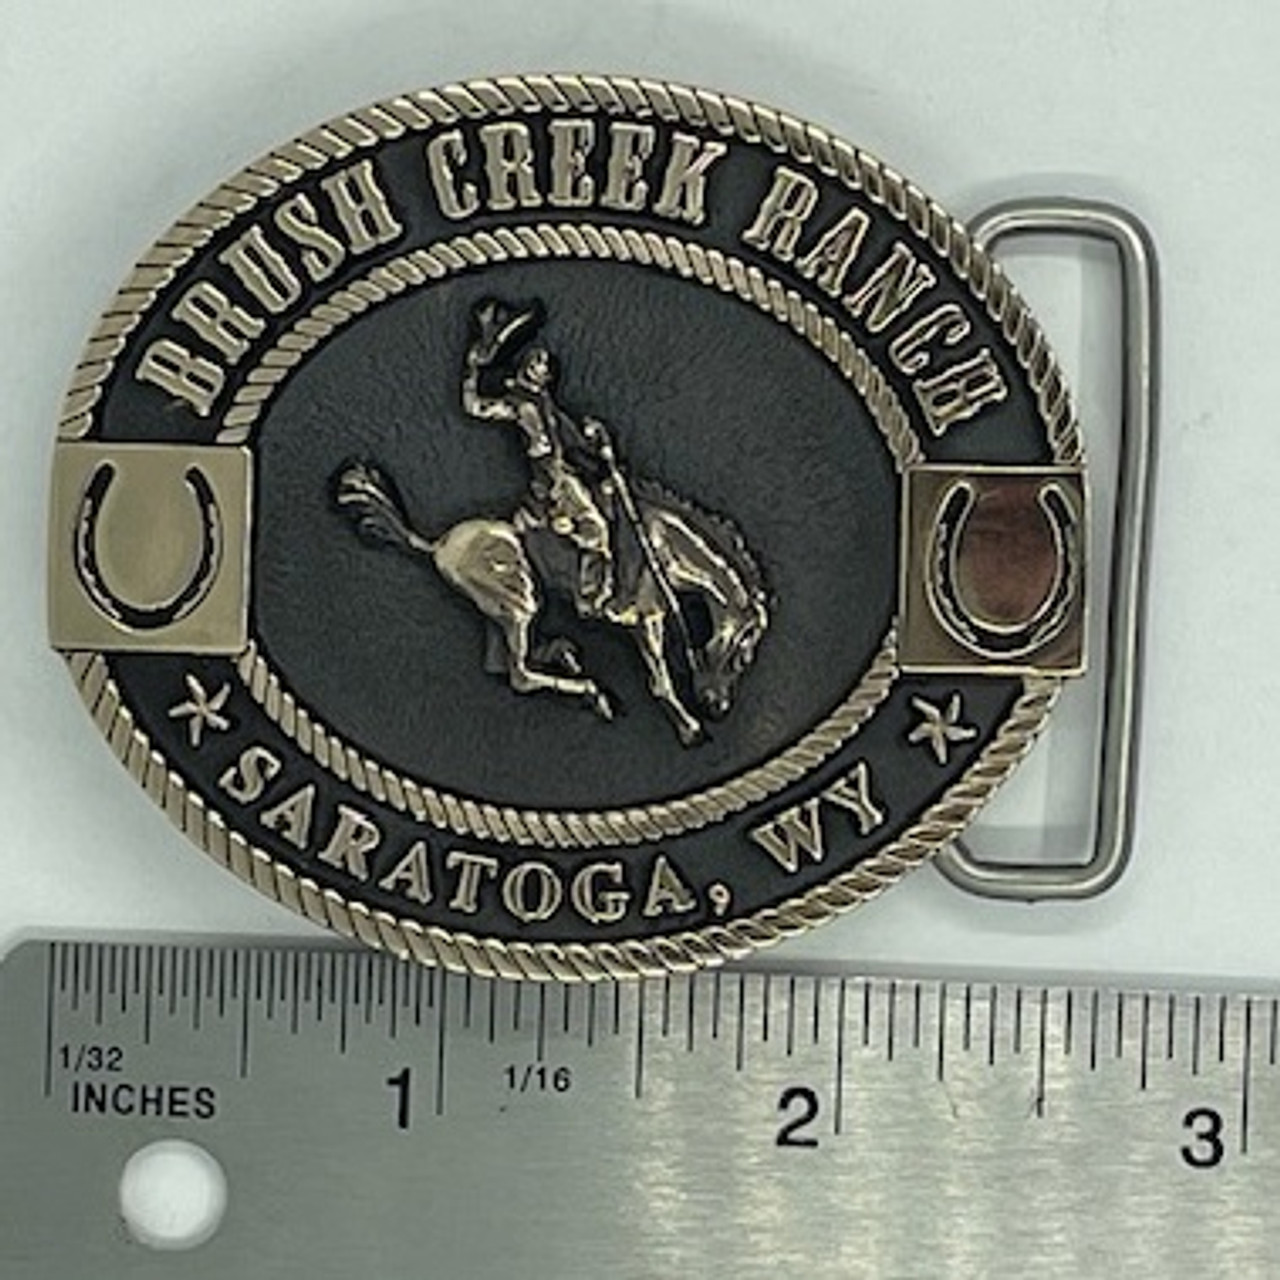 BRUSH CREEK RANCH
SARATOGA, WY
1/32
INCHES
1
1/16
2
3